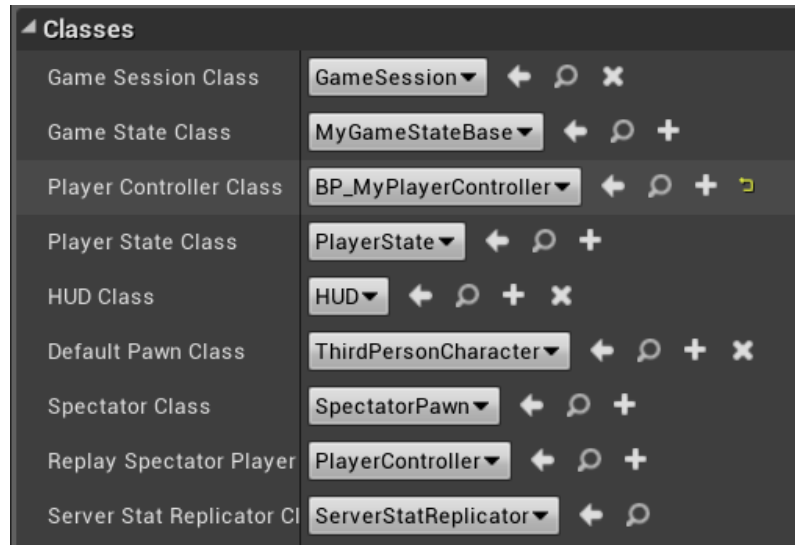 Classes
Game Session Class GameSession
Game State Class MyGameStateBase
Player Controller Class BP_MyPlayerController
Player State Class PlayerState
HUD Class HUD
Default Pawn Class ThirdPersonCharacter
Spectator Class SpectatorPawn
Replay Spectator Player PlayerController
Server Stat Replicator Cl ServerStatReplicator